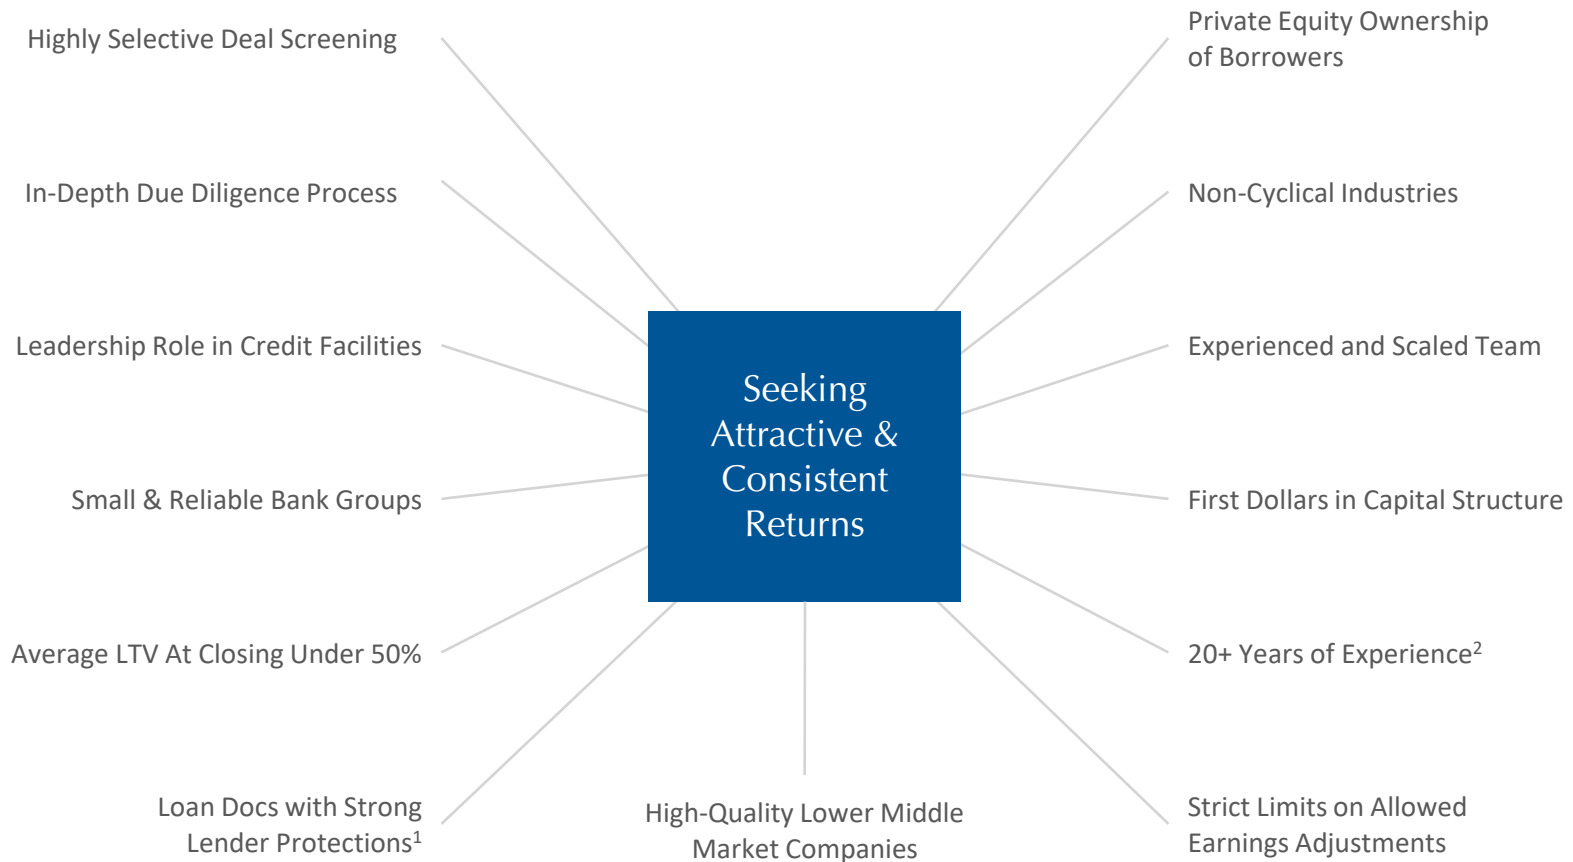 Highly Selective Deal Screening
In-Depth Due Diligence Process
Leadership Role in Credit Facilities
Small & Reliable Bank Groups
Average LTV At Closing Under 50%
Loan Docs with Strong
Lender Protections¹
Seeking
Attractive &
Consistent
Returns
High-Quality Lower Middle
Market Companies
Private Equity Ownership
of Borrowers
Non-Cyclical Industries
Experienced and Scaled Team
First Dollars in Capital Structure
20+ Years of Experience²
Strict Limits on Allowed
Earnings Adjustments